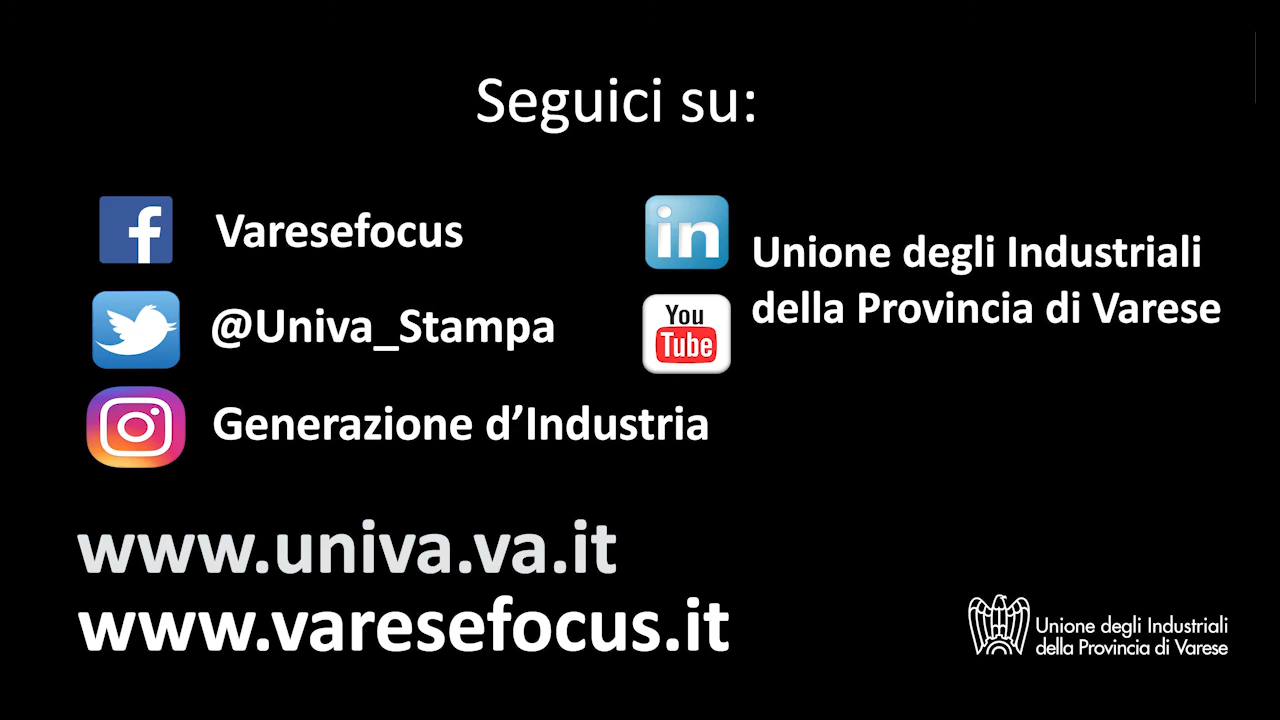 Seguici su:
f Varesefocus
@Univa_Stampa
Generazione d’Industria
in
You
Tube
Unione degli Industriali
della Provincia di Varese
www.univa.va.it
www.varesefocus.it
Unione degli Industriali
della Provincia di Varese